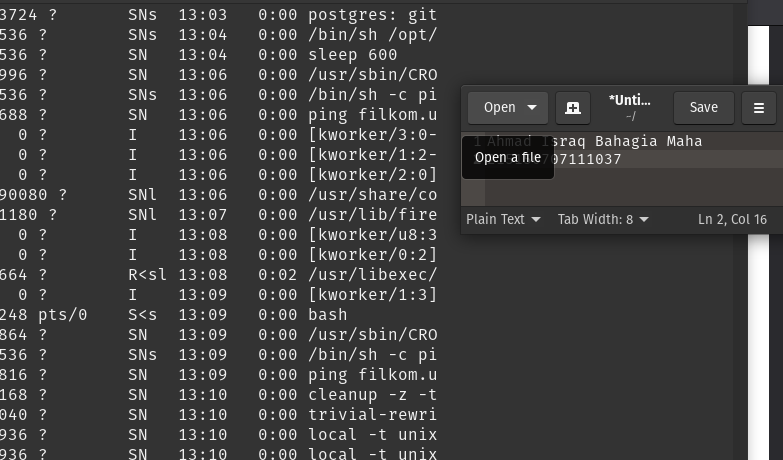 3724 ? SNs 13:03 0:00 postgres: git
536 ? SNs 13:04 0:00 /bin/sh /opt/
536 ? SN 13:04 0:00 sleep 600
996 ? SN 13:06 0:00 /usr/sbin/CRO
536 ? SNs 13:06 0:00 /bin/sh -c pi
688 ? SN 13:06 0:00 ping filkom.u
0 ? I 13:06 0:00 [kworker/3:0-
0 ? I 13:06 0:00 [kworker/1:2-
0 ? I 13:06 0:00 [kworker/2:0]
90080 ? SNl 13:06 0:00 /usr/share/co
1180 ? SNl 13:07 0:00 /usr/lib/fire
0 ? I 13:08 0:00 [kworker/u8:3
0 ? I 13:08 0:00 [kworker/0:2]
664 ? R<sl 13:08 0:02 /usr/libexec/
0 ? I 13:09 0:00 [kworker/1:3]
248 pts/0 S<s 13:09 0:00 bash
864 ? SN 13:09 0:00 /usr/sbin/CRO
536 ? SNs 13:09 0:00 /bin/sh -c pi
816 ? SN 13:09 0:00 ping filkom.u
168 ? SN 13:10 0:00 cleanup -z -t
040 ? SN 13:10 0:00 trivial-rewri
936 ? SN 13:10 0:00 local -t unix
936 ? SN 13:10 0:00 local -t unix
Open *Unti... Save
~/
1 Ahmad Israq Bahagia Maha
07111037
Open a file
Plain Text Tab Width: 8 Ln 2, Col 16